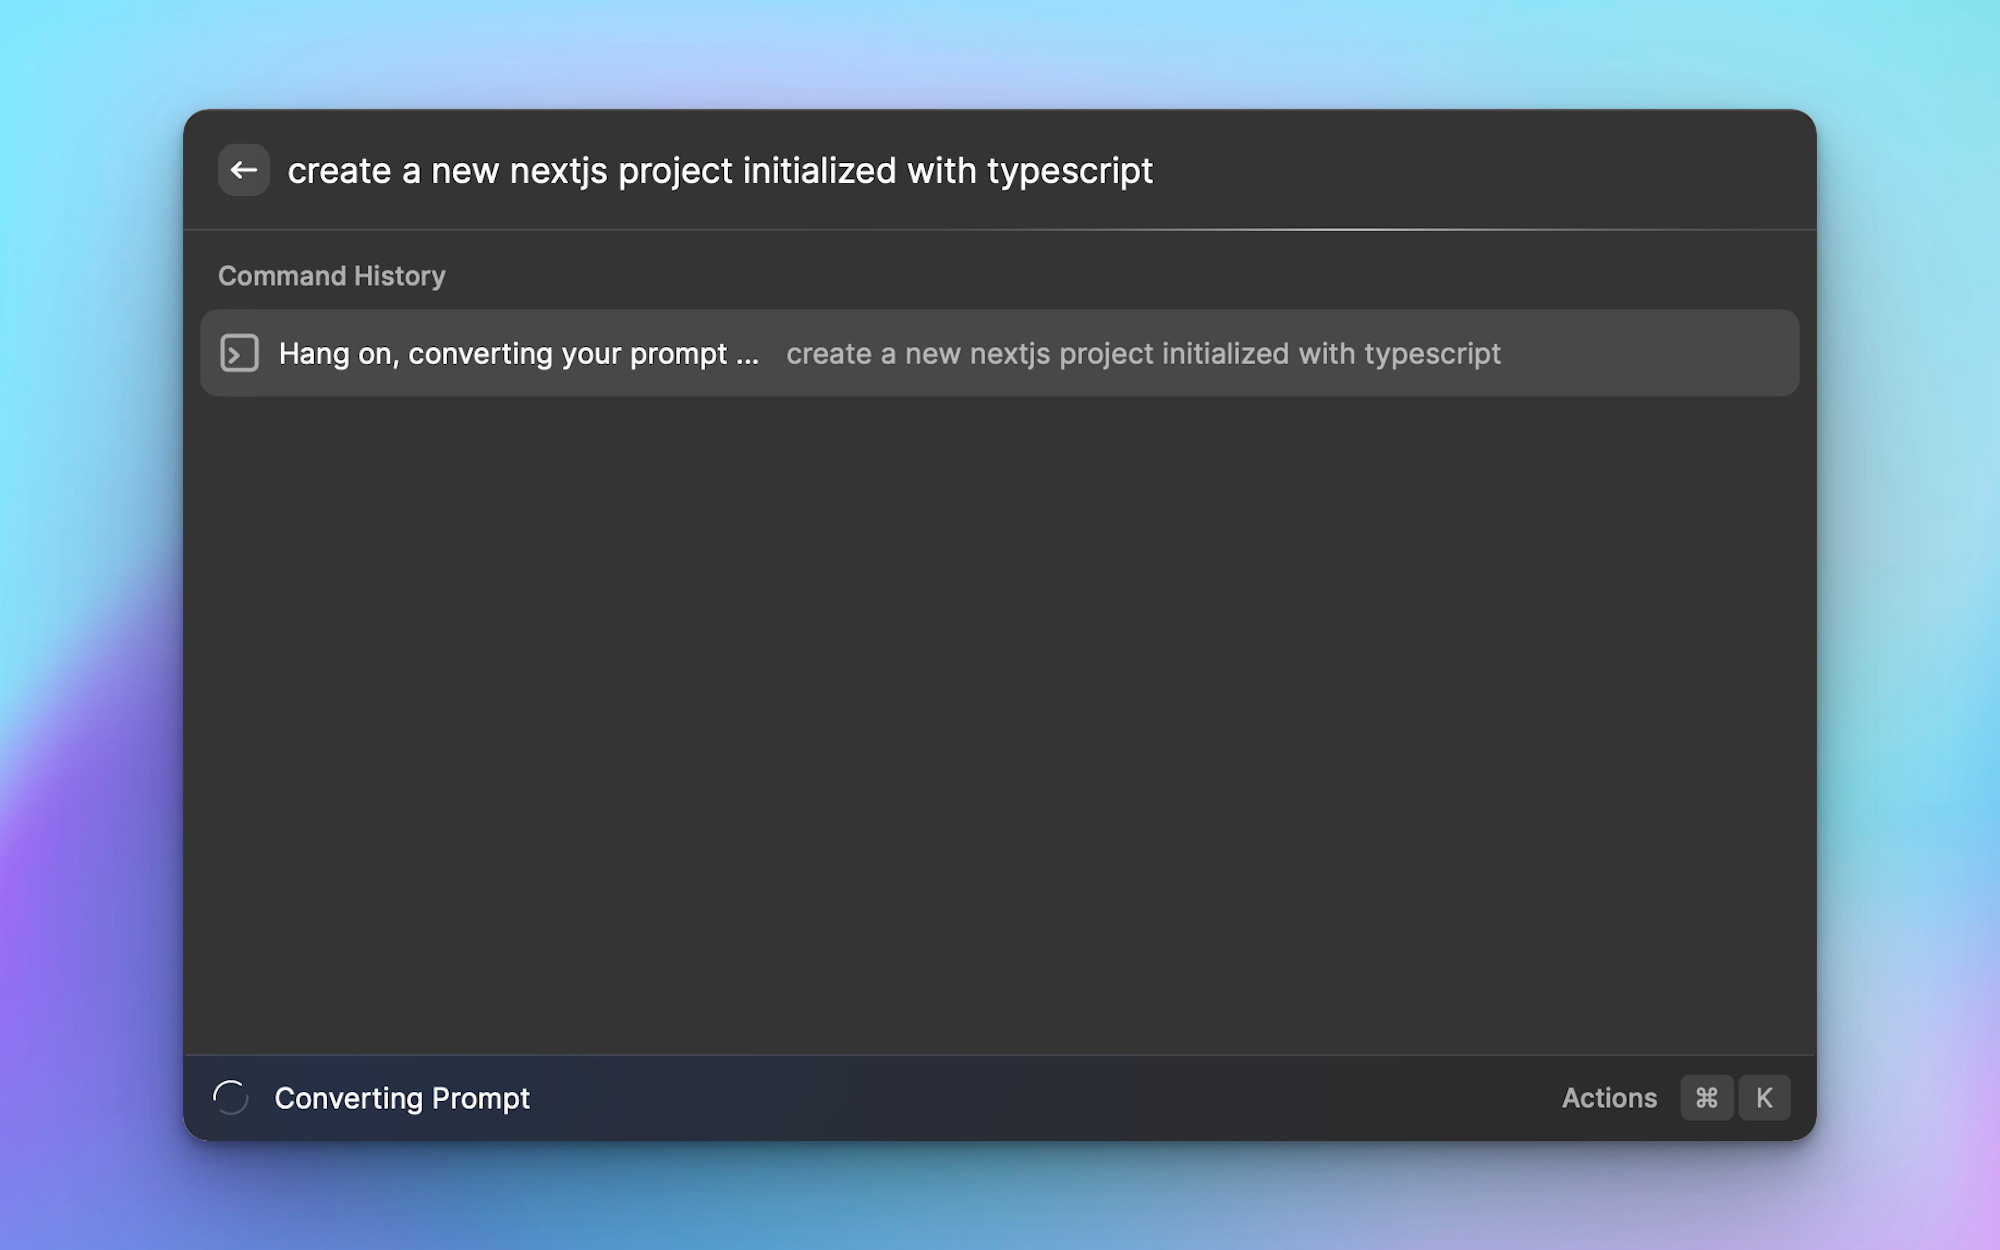 create a new nextjs project initialized with typescript
Command History
Hang on, converting your prompt ... create a new nextjs project initialized with typescript
Converting Prompt
Actions ⌘ K